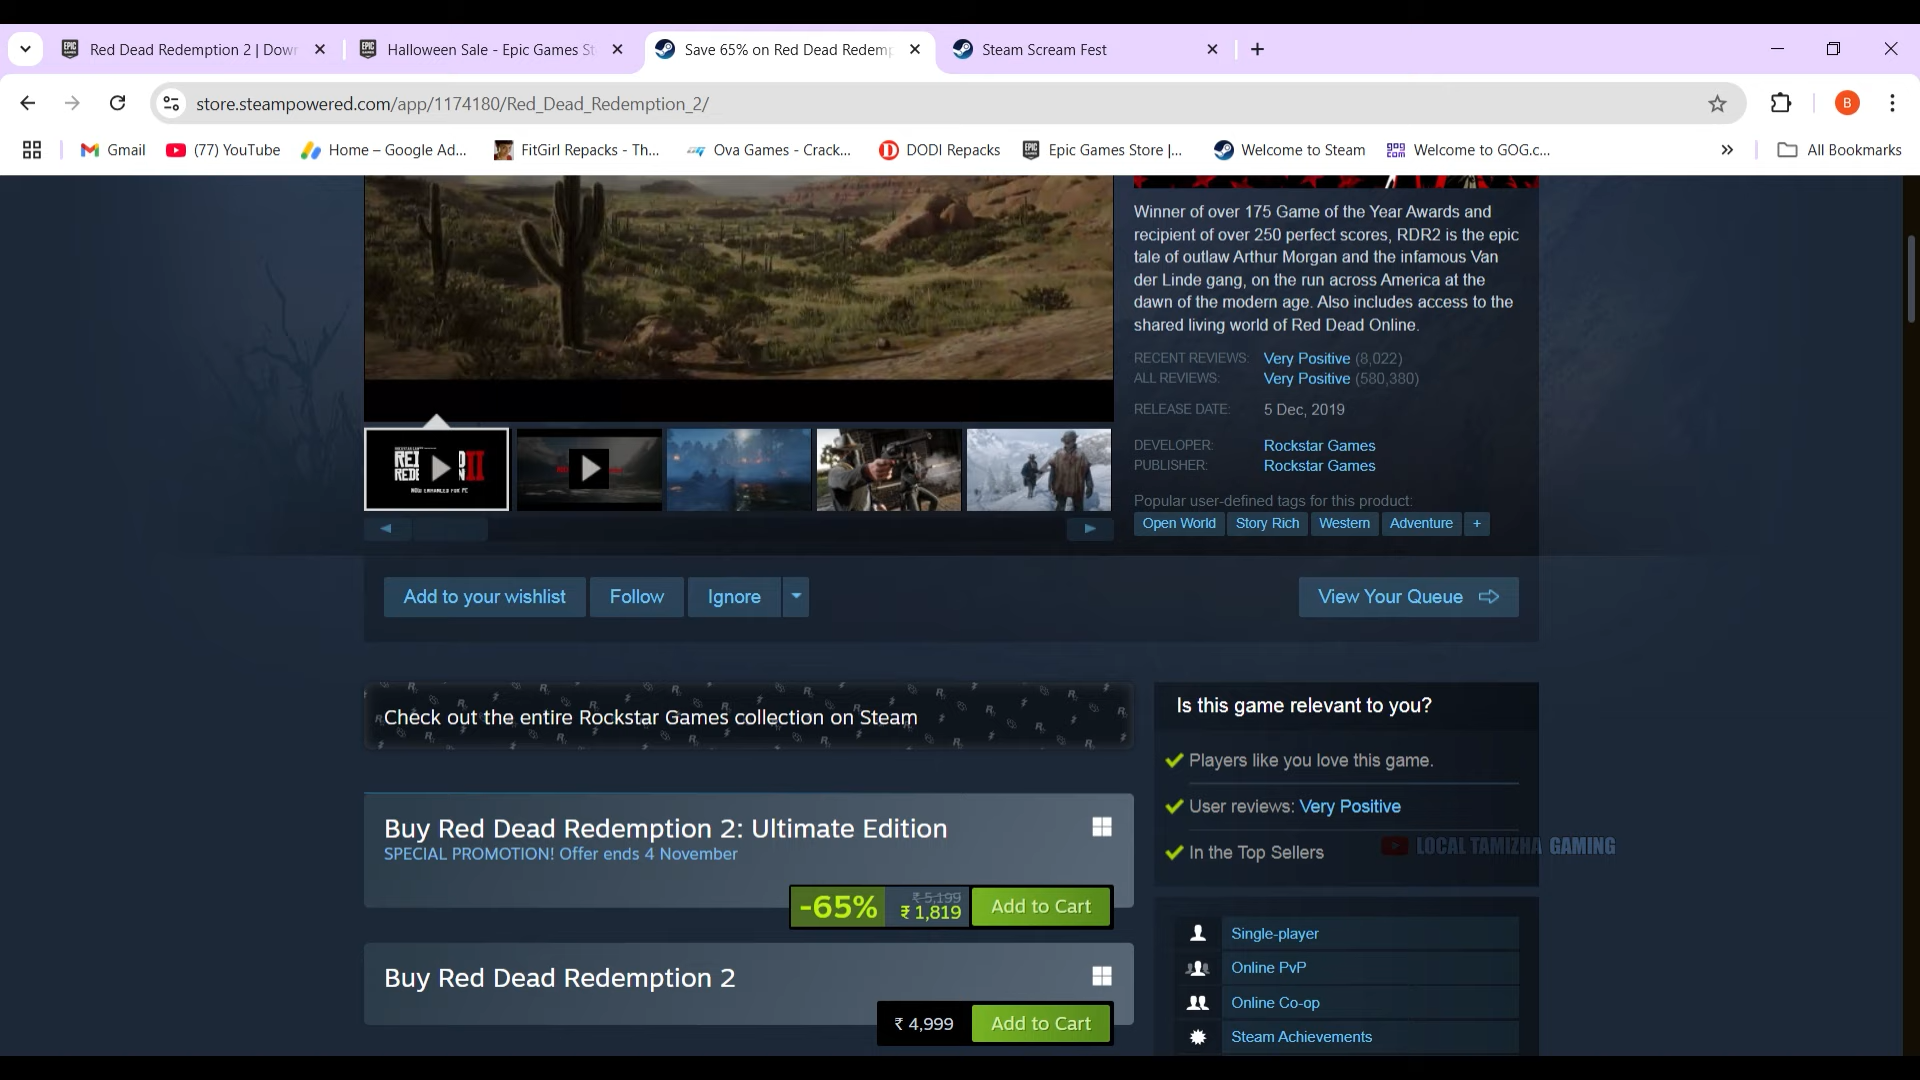 Red Dead Redemption 2 | Dow
Halloween Sale - Epic Games St
Save 65% on Red Dead Redemp
Steam Scream Fest
store.steampowered.com/app/1174180/Red_Dead_Redemption_2/
B
Gmail
(77) YouTube
Home – Google Ad...
FitGirl Repacks - Th...
Ova Games - Crack...
DODI Repacks
Epic Games Store |...
Welcome to Steam
Welcome to GOG.c...
All Bookmarks
Winner of over 175 Game of the Year Awards and
recipient of over 250 perfect scores, RDR2 is the epic
tale of outlaw Arthur Morgan and the infamous Van
der Linde gang, on the run across America at the
dawn of the modern age. Also includes access to the
shared living world of Red Dead Online.
RECENT REVIEWS: Very Positive (8,022)
ALL REVIEWS: Very Positive (580,380)
RELEASE DATE: 5 Dec, 2019
DEVELOPER: Rockstar Games
PUBLISHER: Rockstar Games
Popular user-defined tags for this product:
Open World Story Rich Western Adventure +
NOW ENHANCED FOR PC
Add to your wishlist
Follow
Ignore
View Your Queue
Check out the entire Rockstar Games collection on Steam
Is this game relevant to you?
Players like you love this game.
User reviews: Very Positive
In the Top Sellers
LOCAL TAMIZHA GAMING
Buy Red Dead Redemption 2: Ultimate Edition
SPECIAL PROMOTION! Offer ends 4 November
-65%
₹ 5,199
₹ 1,819
Add to Cart
Buy Red Dead Redemption 2
₹ 4,999
Add to Cart
Single-player
Online PvP
Online Co-op
Steam Achievements